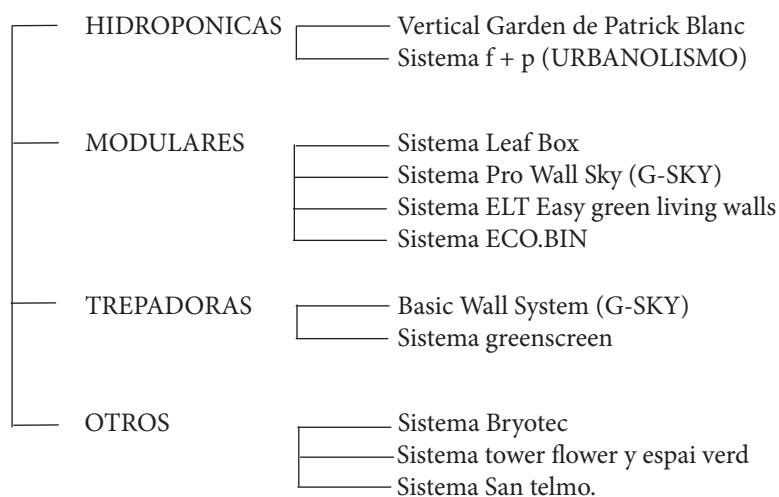 HIDROPONICAS Vertical Garden de Patrick Blanc
Sistema f + p (URBANOLISMO)
MODULARES Sistema Leaf Box
Sistema Pro Wall Sky (G-SKY)
Sistema ELT Easy green living walls
Sistema ECO.BIN
TREPADORAS Basic Wall System (G-SKY)
Sistema greenscreen
OTROS Sistema Bryotec
Sistema tower flower y espai verd
Sistema San telmo.